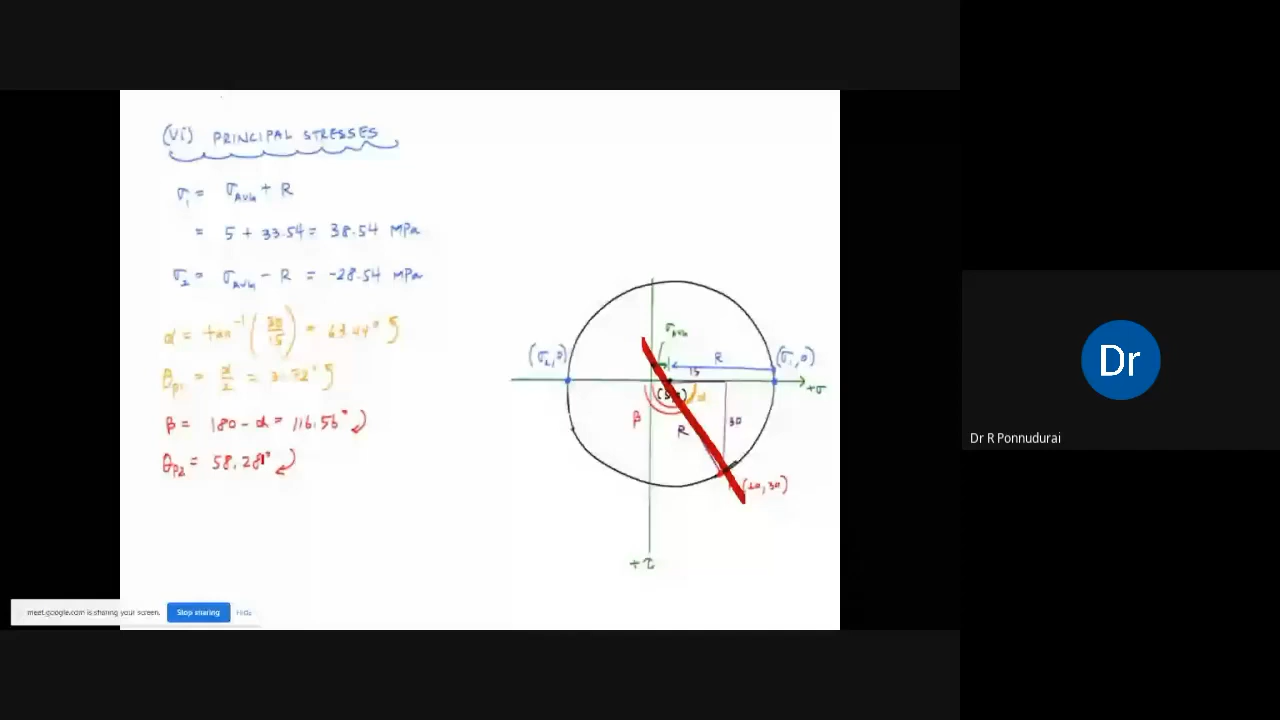 (vi) PRINCIPAL STRESSES
σ₁ = σAVG + R
= 5 + 33.54 = 38.54 MPa
σ₂ = σAVG - R = -28.54 MPa
α = tan⁻¹(30/15) = 63.44°
θp₁ = α/2 =
β = 180 - α = 116.56°
θp₂ = 58.28°
σAVG
R
(σ₂,0)
(σ₁,0)
15
+σ
α
β
R
30
(20,30)
+τ
meet.google.com is sharing your screen.
Stop sharing
Hide
Dr
Dr R Ponnudurai